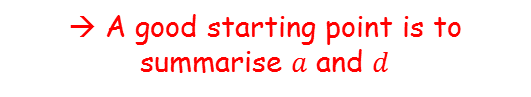 → A good starting point is to
summarise a and d